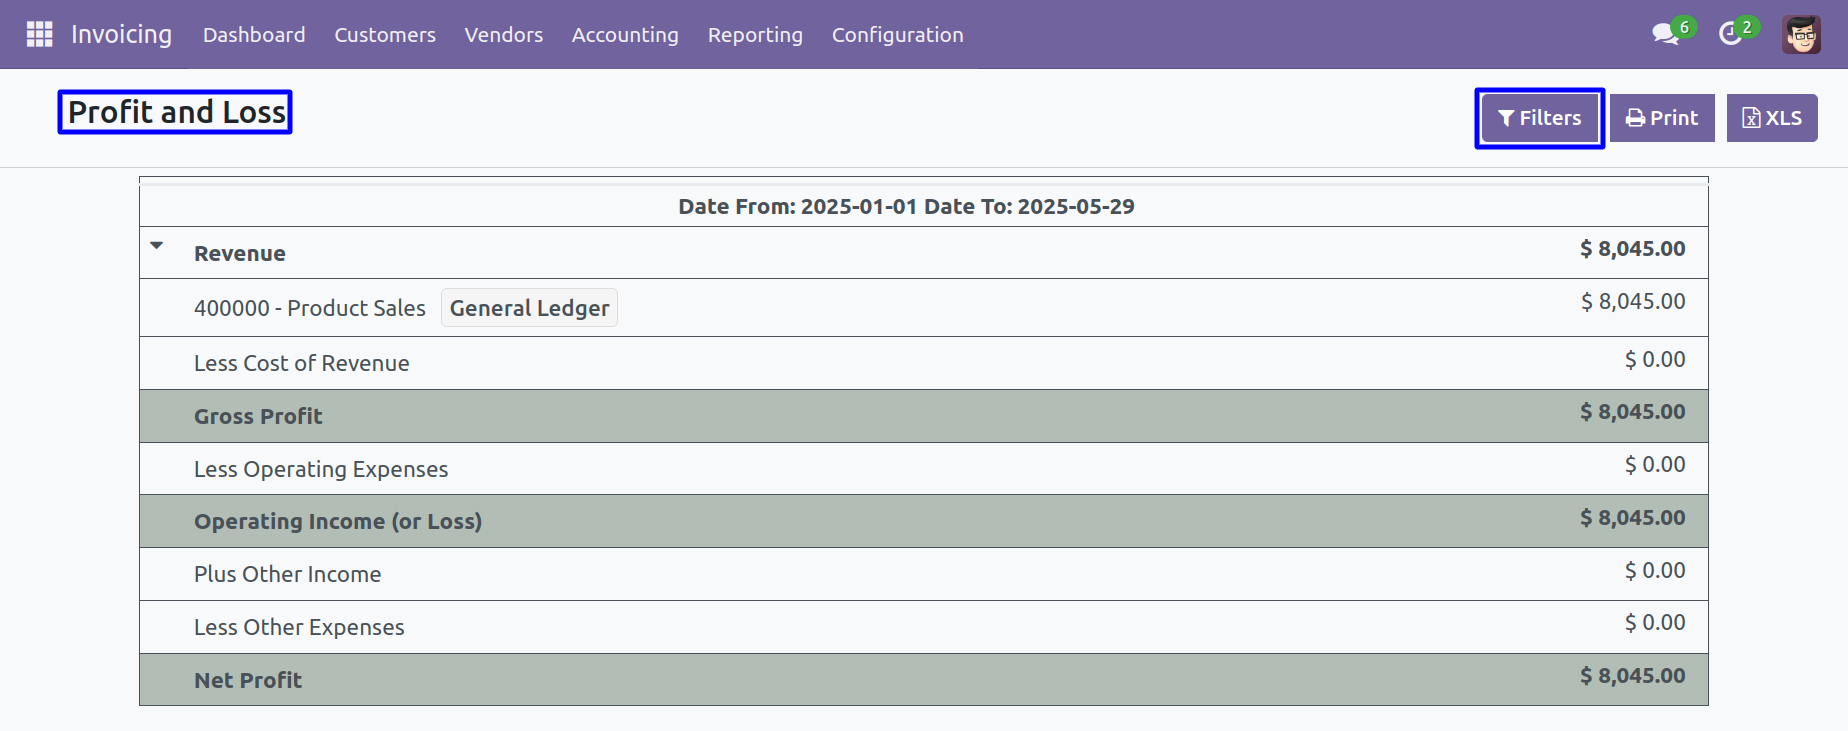 Invoicing Dashboard Customers Vendors Accounting Reporting Configuration 6 2
Profit and Loss Filters Print XLS
Date From: 2025-01-01 Date To: 2025-05-29
Revenue $ 8,045.00
400000 - Product Sales General Ledger $ 8,045.00
Less Cost of Revenue $ 0.00
Gross Profit $ 8,045.00
Less Operating Expenses $ 0.00
Operating Income (or Loss) $ 8,045.00
Plus Other Income $ 0.00
Less Other Expenses $ 0.00
Net Profit $ 8,045.00